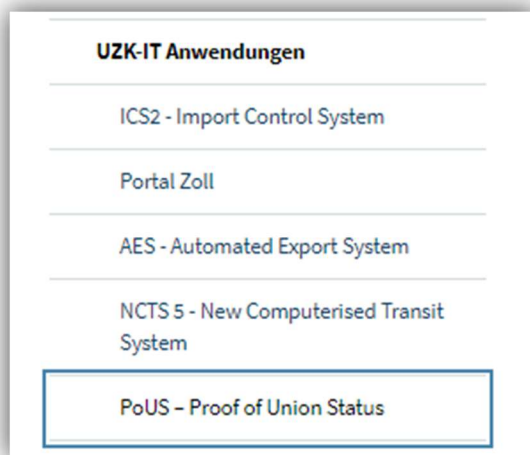 UZK-IT Anwendungen
ICS2 - Import Control System
Portal Zoll
AES - Automated Export System
NCTS 5 - New Computerised Transit
System
PoUS – Proof of Union Status